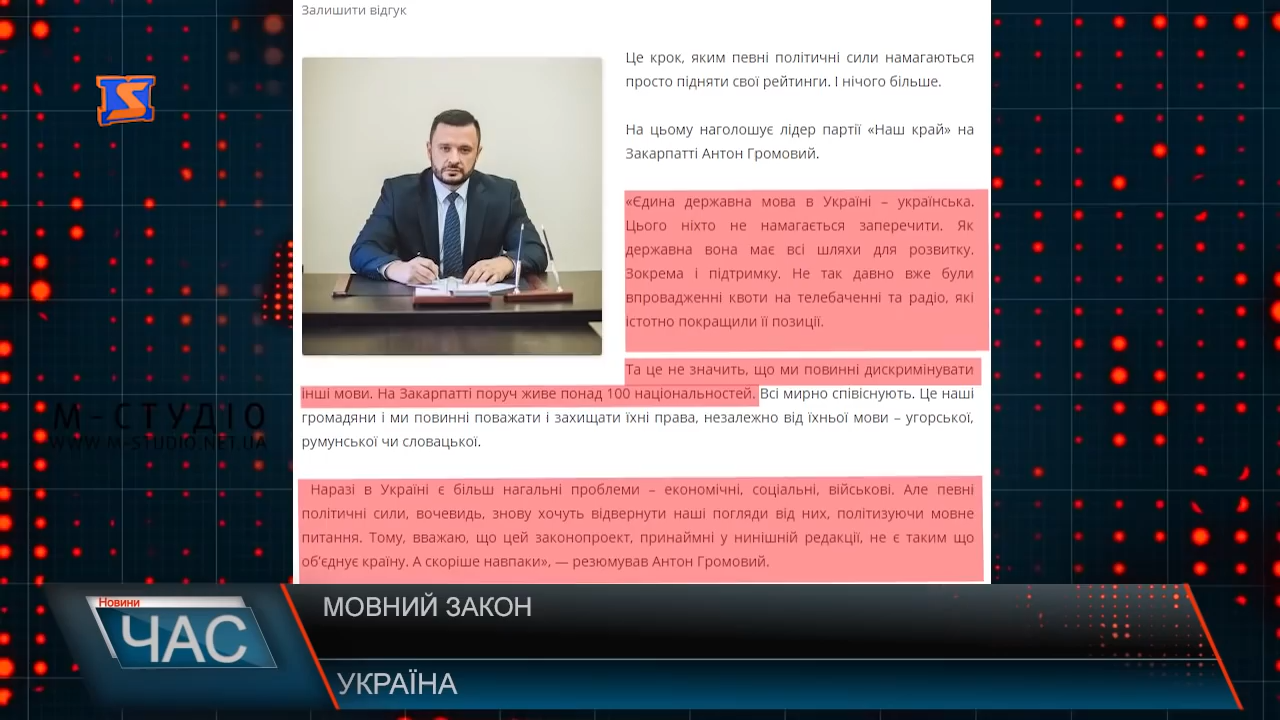 Залишити відгук
Це крок, яким певні політичні сили намагаються
просто підняти свої рейтинги. І нічого більше.
На цьому наголошує лідер партії «Наш край» на
Закарпатті Антон Громовий.
«Єдина державна мова в Україні – українська.
Цього ніхто не намагається заперечити. Як
державна вона має всі шляхи для розвитку.
Зокрема і підтримку. Не так давно вже були
впровадженні квоти на телебаченні та радіо, які
істотно покращили її позиції.
Та це не значить, що ми повинні дискримінувати
інші мови. На Закарпатті поруч живе понад 100 національностей. Всі мирно співіснують. Це наші
громадяни і ми повинні поважати і захищати їхні права, незалежно від їхньої мови – угорської,
румунської чи словацької.
Наразі в Україні є більш нагальні проблеми – економічні, соціальні, військові. Але певні
політичні сили, вочевидь, знову хочуть відвернути наші погляди від них, політизуючи мовне
питання. Тому, вважаю, що цей законопроект, принаймні у нинішній редакції, не є таким що
об'єднує країну. А скоріше навпаки», — резюмував Антон Громовий.
М-СТУДІО
WWW.M-STUDIO.NET.UA
Новини
ЧАС
МОВНИЙ ЗАКОН
УКРАЇНА